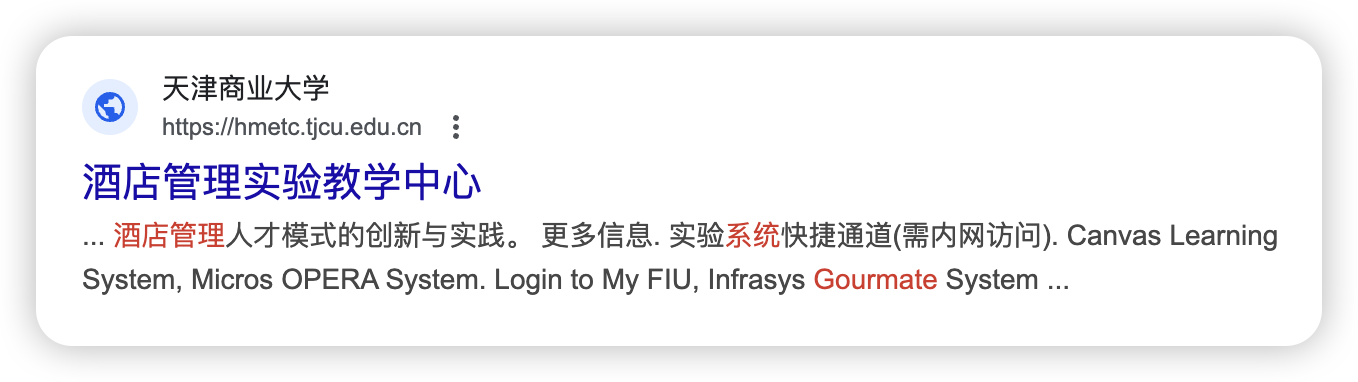 天津商业大学
https://hmetc.tjcu.edu.cn
酒店管理实验教学中心
... 酒店管理人才模式的创新与实践。 更多信息. 实验系统快捷通道(需内网访问). Canvas Learning
System, Micros OPERA System. Login to My FIU, Infrasys Gourmate System ...